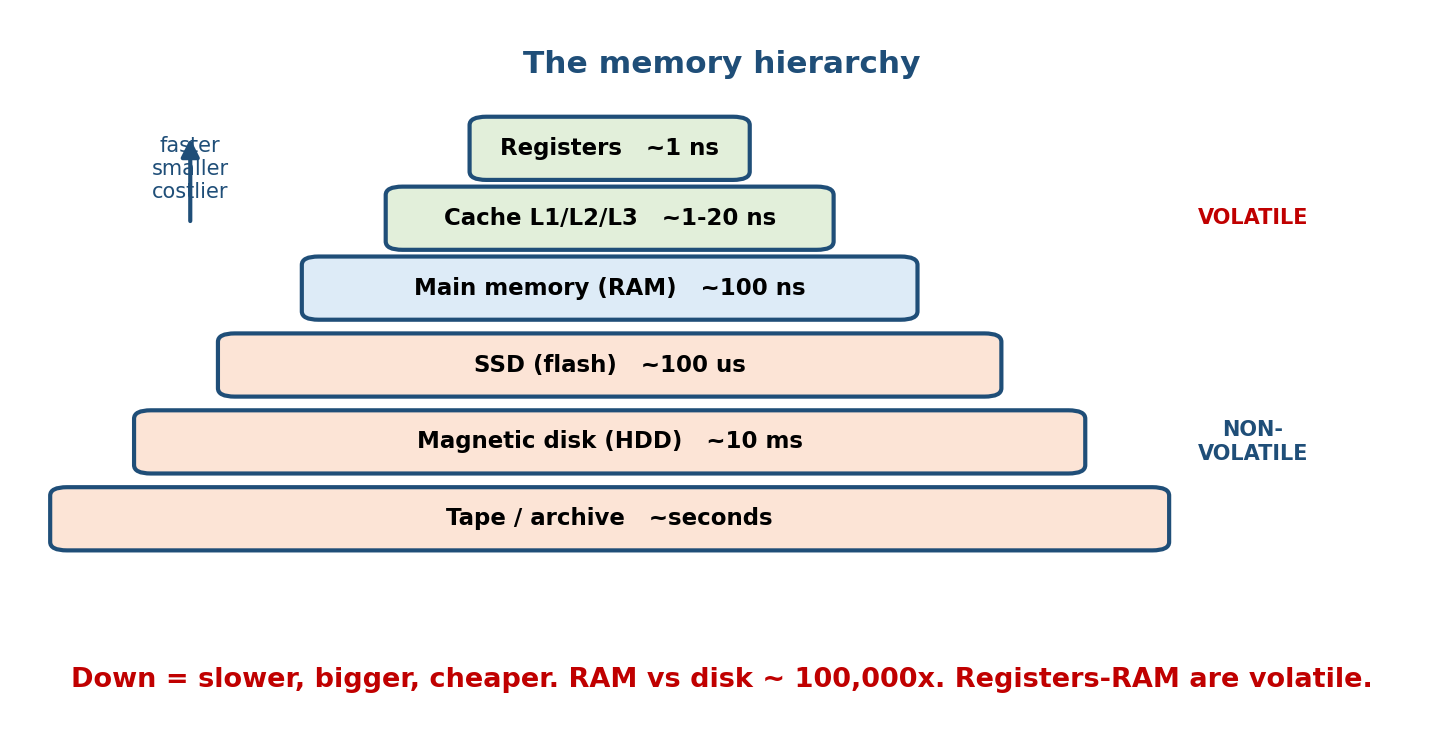 The memory hierarchy
faster
smaller
costlier
Registers   ~1 ns
Cache L1/L2/L3   ~1-20 ns
VOLATILE
Main memory (RAM)   ~100 ns
SSD (flash)   ~100 us
Magnetic disk (HDD)   ~10 ms
NON-
VOLATILE
Tape / archive   ~seconds
Down = slower, bigger, cheaper. RAM vs disk ~ 100,000x. Registers-RAM are volatile.